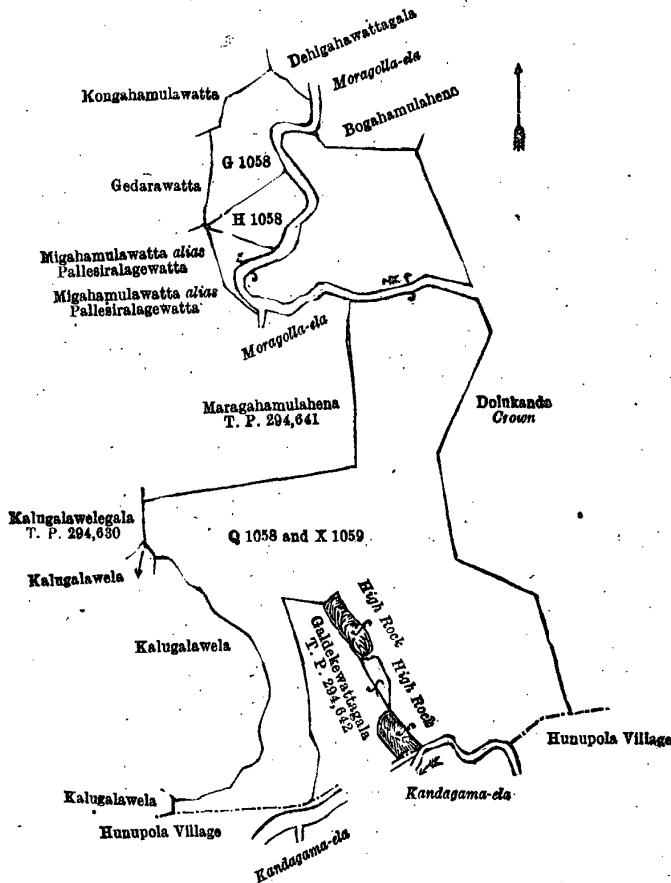 Dehigahawattagala
Moragolla-ela
Kongahamulawatta
Bogahamulahena
G 1058
Gedarawatta
H 1058
Migahamulawatta alias
Pallesiralagewatta
Migahamulawatta alias
Pallesiralagewatta
Moragolla-ela
Maragahamulahena
T. P. 294,641
Dolukanda
Crown
Kalugalawelegala
T. P. 294,630
Q 1058 and X 1059
Kalugalawela
High Rock
Galdekewattagala
T. P. 294,642
High Rock
Kalugalawela
Hunupola Village
Kandagama-ela
Kalugalawela
Hunupola Village
Kandagama-ela